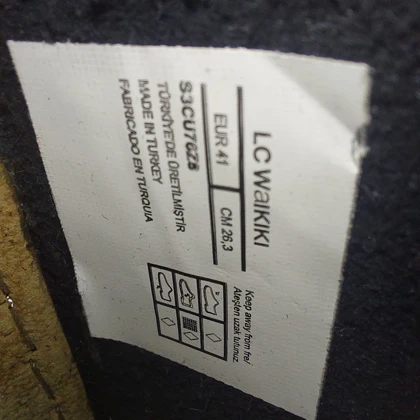 LC WAIKIKI
EUR 41 CM 26,3
S3CU76Z8
TÜRKİYE'DE ÜRETİLMİŞTİR
MADE IN TURKEY
FABRICADO EN TURQUIA
Keep away from fire/
Ateşten uzak tutunuz.